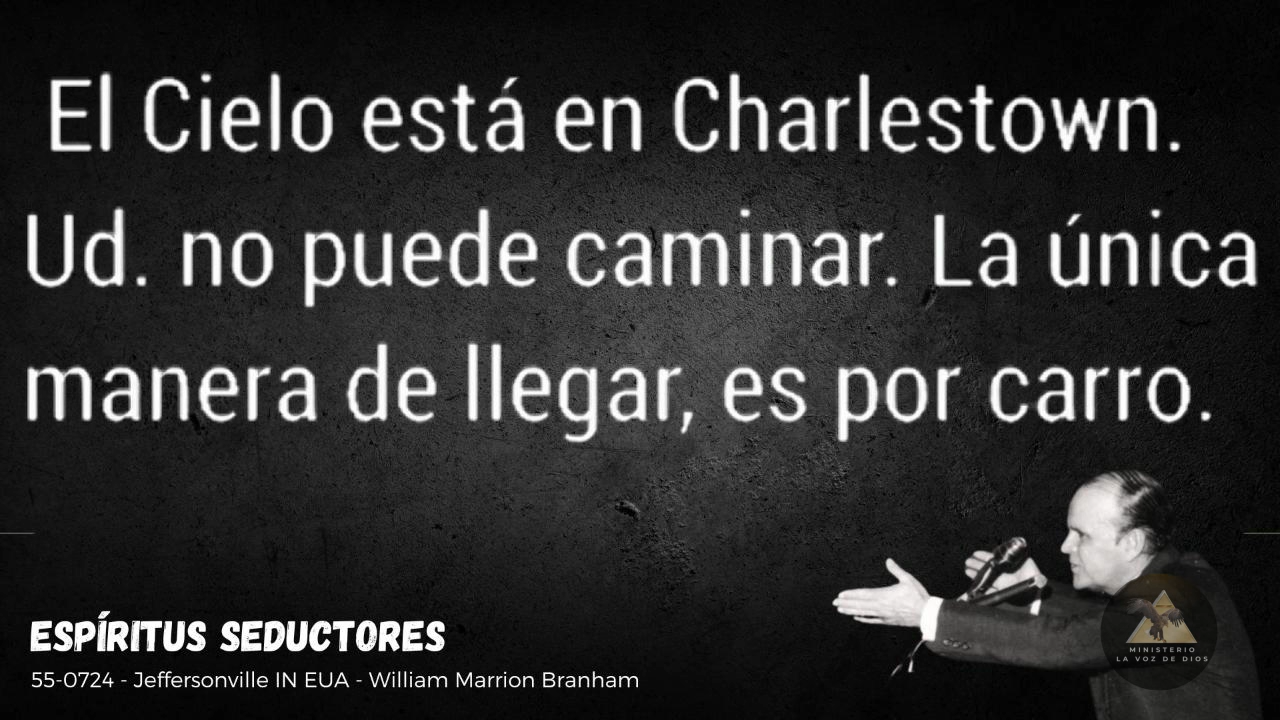 El Cielo está en Charlestown.
Ud. no puede caminar. La única
manera de llegar, es por carro.
ESPÍRITUS SEDUCTORES
55-0724 - Jeffersonville IN EUA - William Marrion Branham
MINISTERIO
LA VOZ DE DIOS